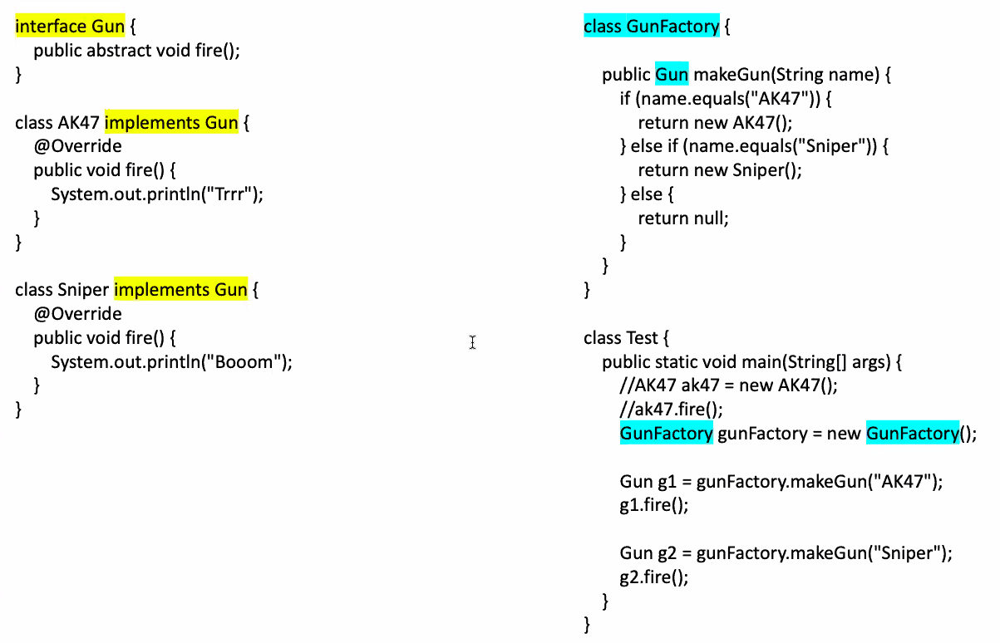 interface Gun {
public abstract void fire();
}
class AK47 implements Gun {
@Override
public void fire() {
System.out.println("Trrr");
}
}
class Sniper implements Gun {
@Override
public void fire() {
System.out.println("Booom");
}
}
class GunFactory {
public Gun makeGun(String name) {
if (name.equals("AK47")) {
return new AK47();
} else if (name.equals("Sniper")) {
return new Sniper();
} else {
return null;
}
}
}
class Test {
public static void main(String[] args) {
//AK47 ak47 = new AK47();
//ak47.fire();
GunFactory gunFactory = new GunFactory();
Gun g1 = gunFactory.makeGun("AK47");
g1.fire();
Gun g2 = gunFactory.makeGun("Sniper");
g2.fire();
}
}